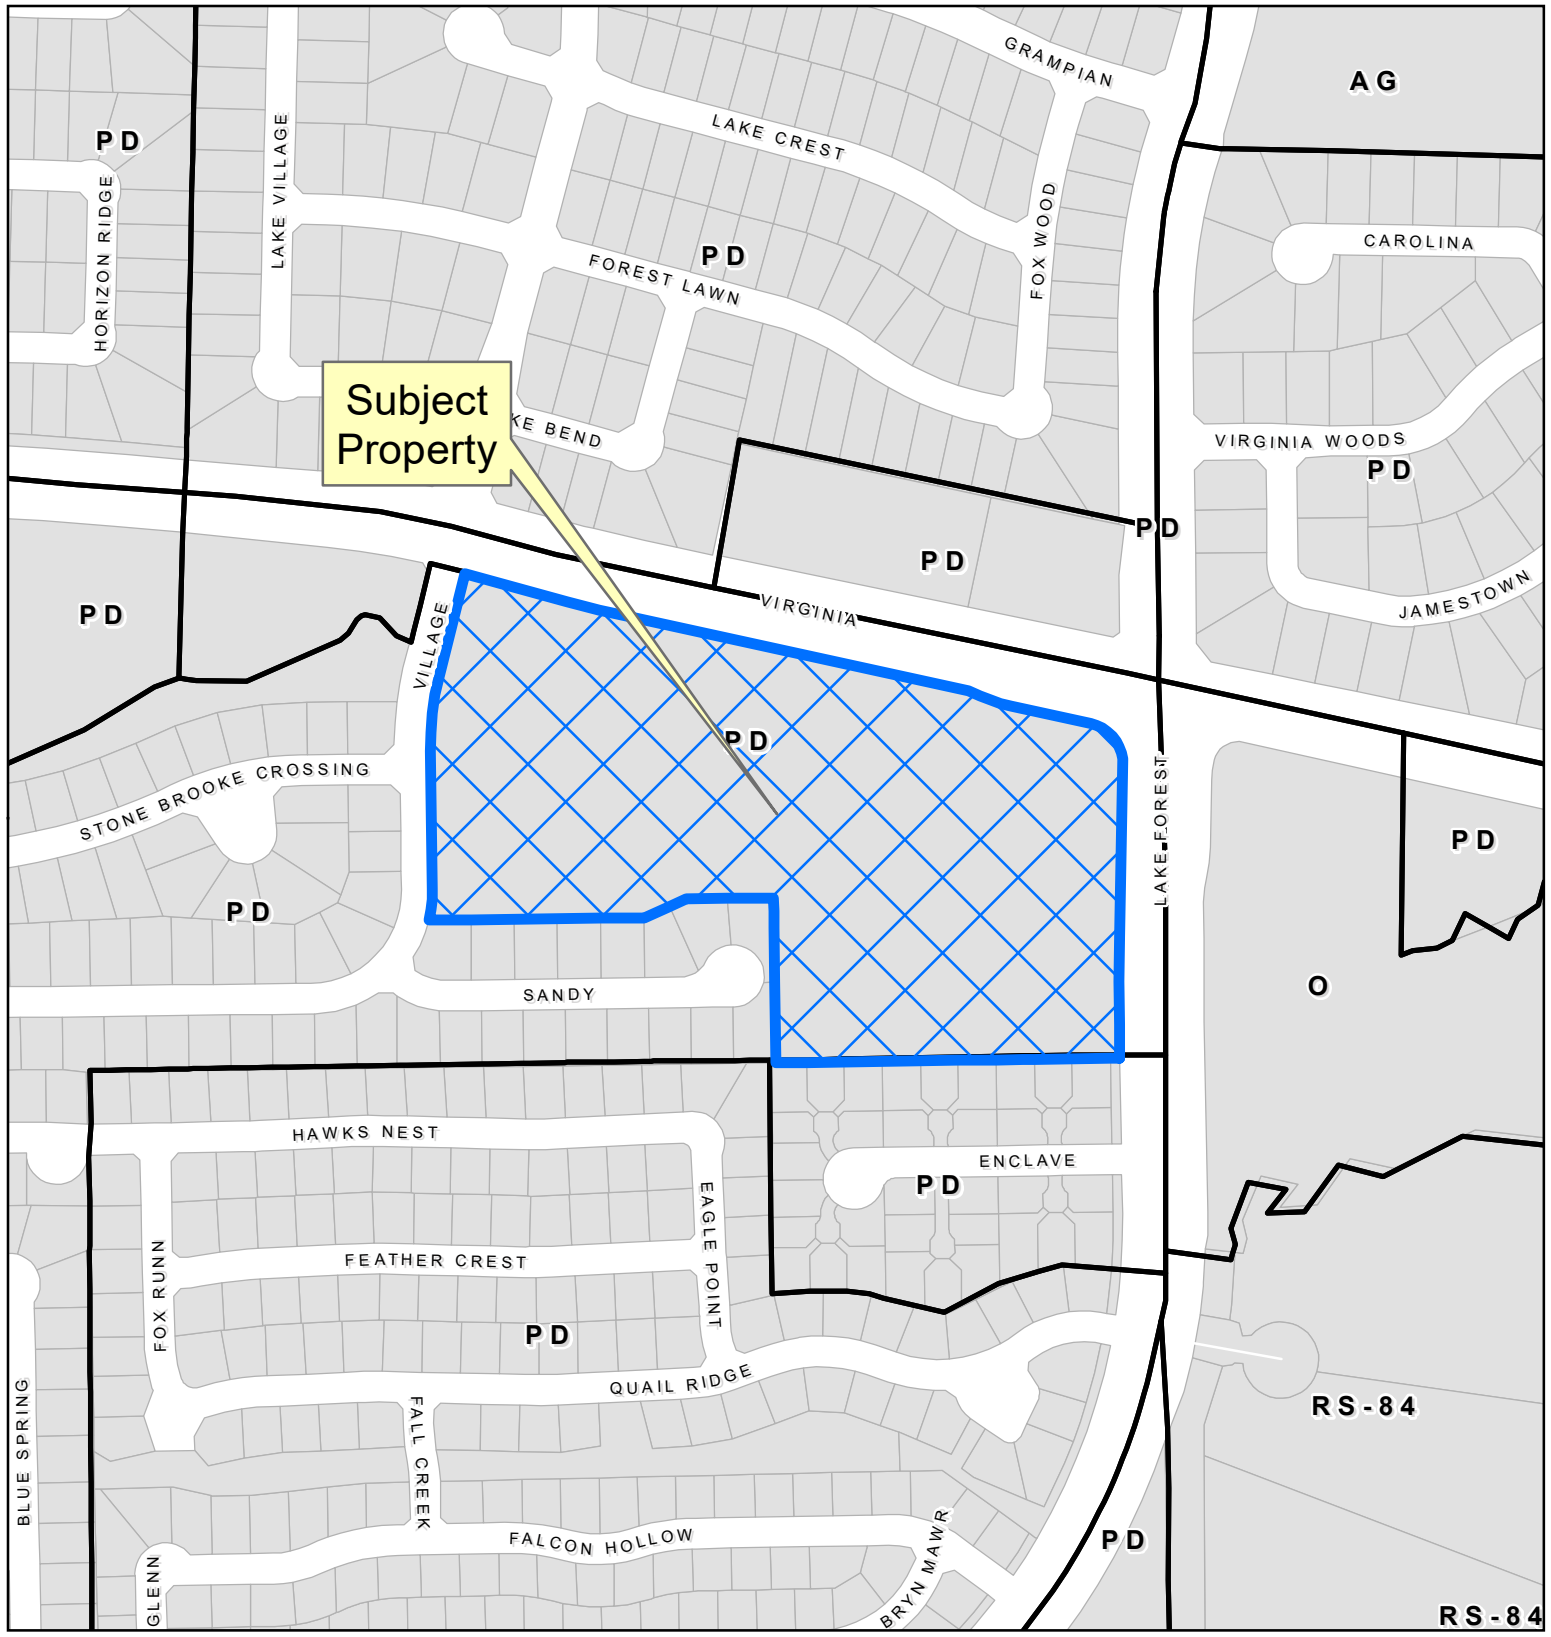 GRAMPIAN
AG
PD
LAKE VILLAGE
LAKE CREST
HORIZON RIDGE
FOX WOOD
CAROLINA
PD
FOREST LAWN
Subject
Property
KE BEND
VIRGINIA WOODS
PD
PD
PD
JAMESTOWN
PD
VILLAGE
VIRGINIA
PD
STONE BROOKE CROSSING
LAKE FOREST
PD
PD
O
SANDY
HAWKS NEST
ENCLAVE
PD
EAGLE POINT
FOX RUNN
FEATHER CREST
PD
QUAIL RIDGE
RS-84
BLUE SPRING
FALL CREEK
FALCON HOLLOW
BRYN MAWR
PD
GLENN
RS-84